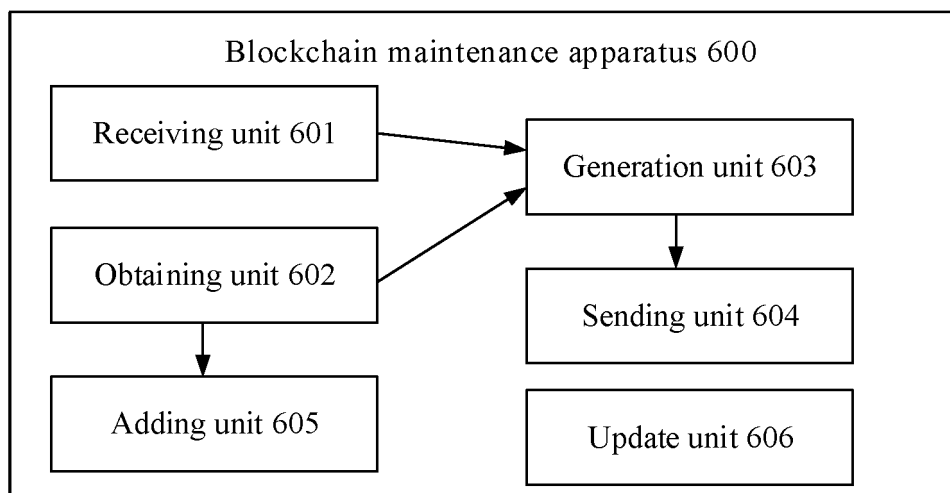 Blockchain maintenance apparatus 600
Receiving unit 601
Generation unit 603
Obtaining unit 602
Sending unit 604
Adding unit 605
Update unit 606